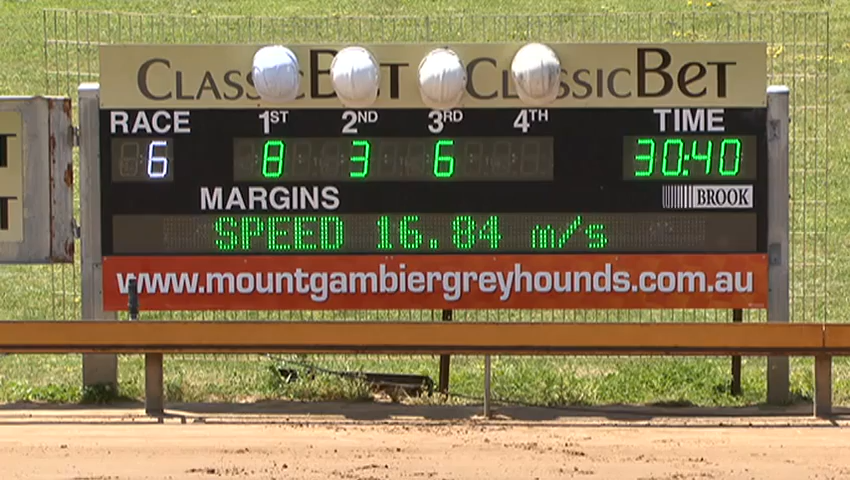 CLASSICBET CLASSICBET
RACE 1ST 2ND 3RD 4TH TIME
6 8 3 6 30:40
MARGINS BROOK
SPEED 16.84 m/s
www.mountgambiergreyhounds.com.au